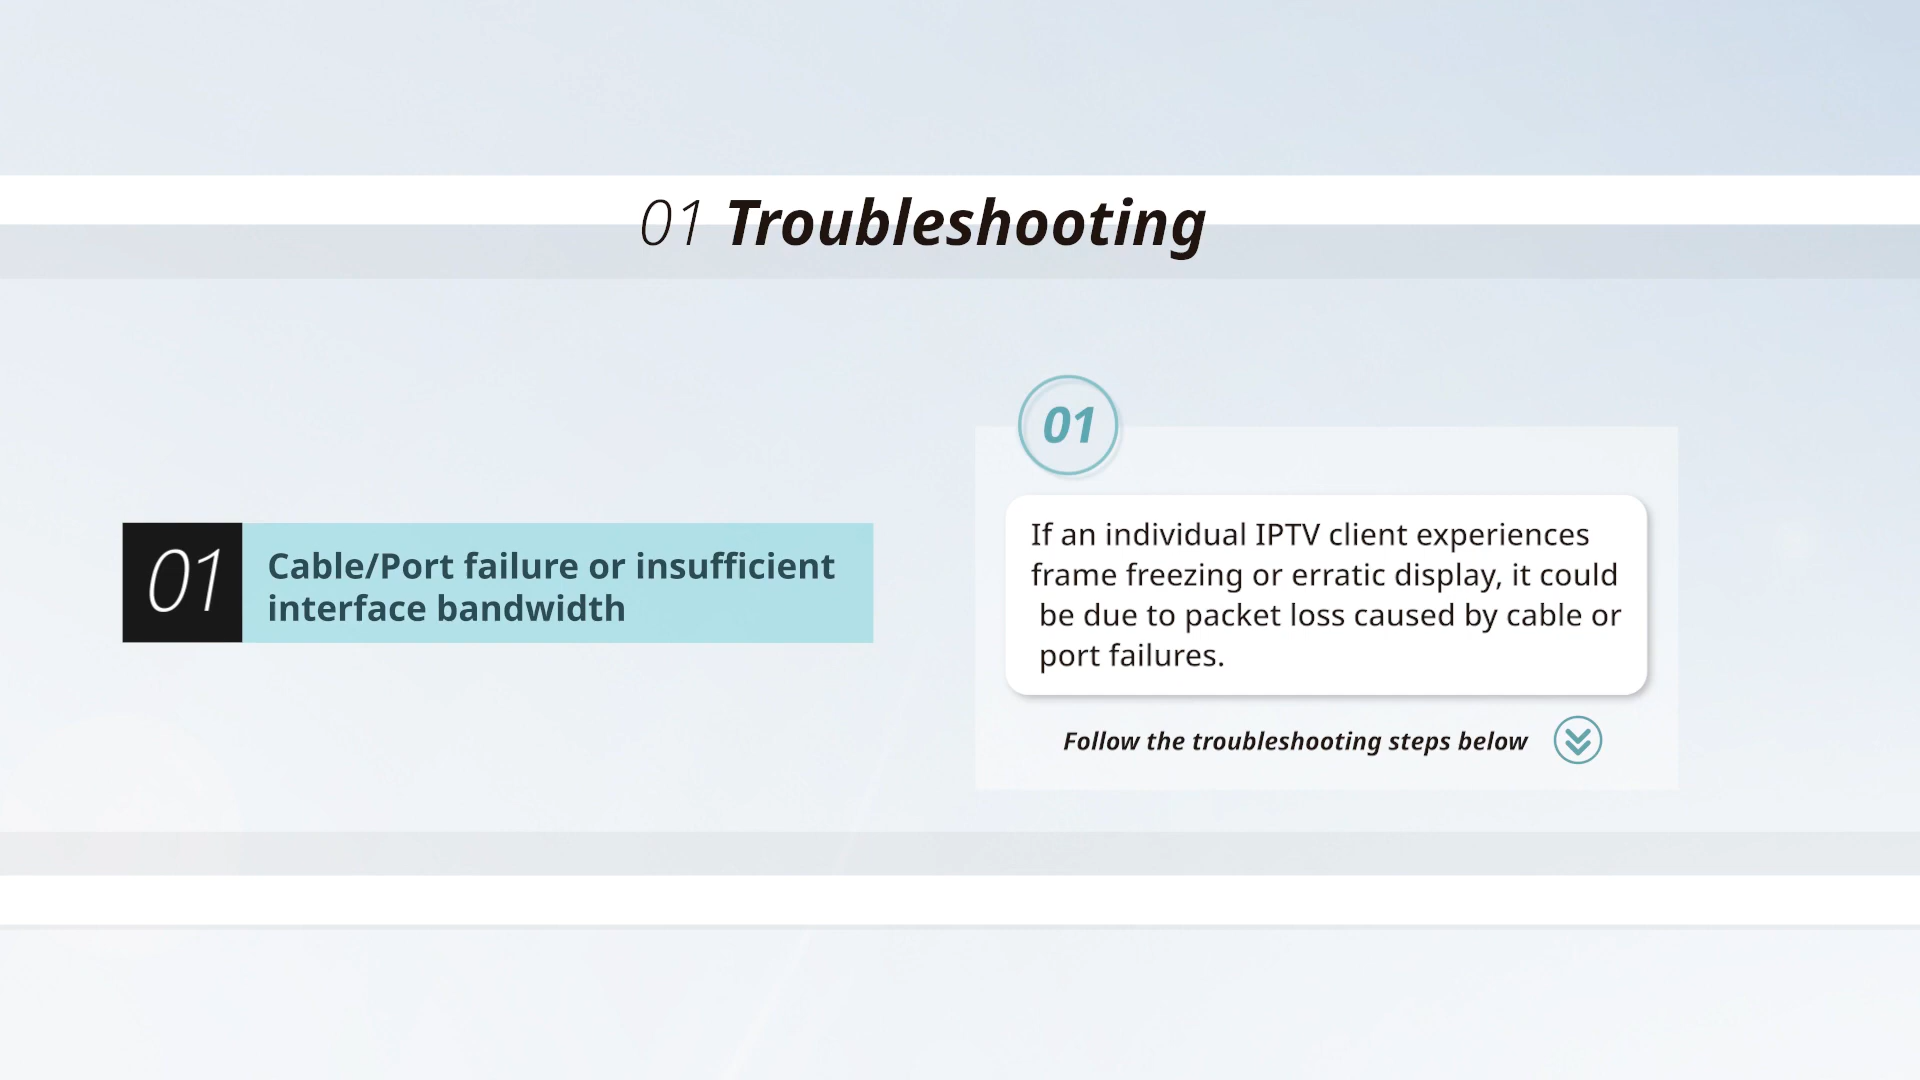 01 Troubleshooting
01
Cable/Port failure or insufficient
interface bandwidth
01
If an individual IPTV client experiences
frame freezing or erratic display, it could
be due to packet loss caused by cable or
port failures.
Follow the troubleshooting steps below